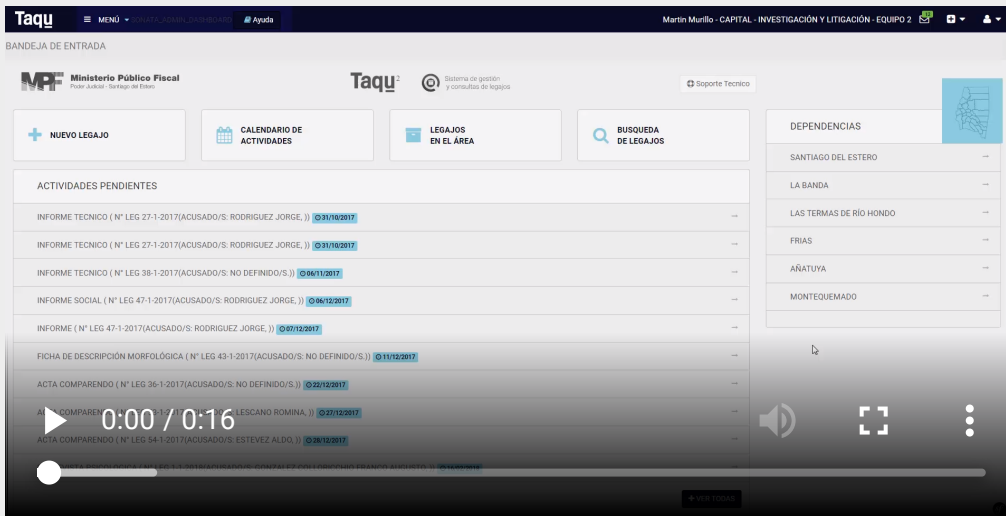 Taqu MENÚ SONATA_ADMIN_DASHBOARD Ayuda Martin Murillo - CAPITAL - INVESTIGACIÓN Y LITIGACIÓN - EQUIPO 2
BANDEJA DE ENTRADA
MPF Ministerio Público Fiscal
Poder Judicial - Santiago del Estero
Taqu² Sistema de gestión
y consultas de legajos
Soporte Tecnico
NUEVO LEGAJO
CALENDARIO DE
ACTIVIDADES
LEGAJOS
EN EL ÁREA
BUSQUEDA
DE LEGAJOS
ACTIVIDADES PENDIENTES
INFORME TECNICO ( N° LEG 27-1-2017(ACUSADO/S: RODRIGUEZ JORGE, )) 31/10/2017
INFORME TECNICO ( N° LEG 27-1-2017(ACUSADO/S: RODRIGUEZ JORGE, )) 31/10/2017
INFORME TECNICO ( N° LEG 38-1-2017(ACUSADO/S: NO DEFINIDO/S.)) 06/11/2017
INFORME SOCIAL ( N° LEG 47-1-2017(ACUSADO/S: RODRIGUEZ JORGE, )) 06/12/2017
INFORME ( N° LEG 47-1-2017(ACUSADO/S: RODRIGUEZ JORGE, )) 07/12/2017
FICHA DE DESCRIPCIÓN MORFOLÓGICA ( N° LEG 43-1-2017(ACUSADO/S: NO DEFINIDO/S.)) 11/12/2017
ACTA COMPARENDO ( N° LEG 36-1-2017(ACUSADO/S: NO DEFINIDO/S.)) 22/12/2017
LESCANO ROMINA, )) 27/12/2017
ACTA COMPARENDO ( N° LEG 54-1-2017(ACUSADO/S: ESTEVEZ ALDO, )) 28/12/2017
VER TODAS
DEPENDENCIAS
SANTIAGO DEL ESTERO
LA BANDA
LAS TERMAS DE RÍO HONDO
FRIAS
AÑATUYA
MONTEQUEMADO
0:00 / 0:16